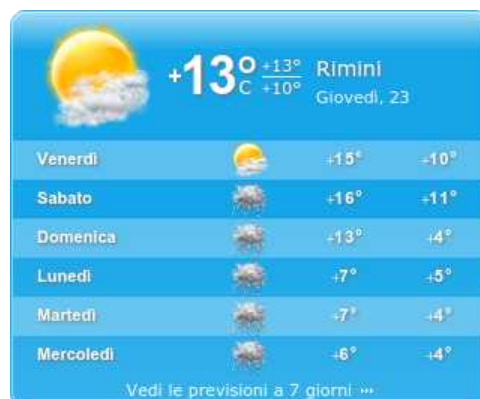 +13° +13° Rimini
C +10° Giovedì, 23
Venerdì +15° +10°
Sabato +16° +11°
Domenica +13° +4°
Lunedì +7° +5°
Martedì +7° +4°
Mercoledì +6° +4°
Vedi le previsioni a 7 giorni ···